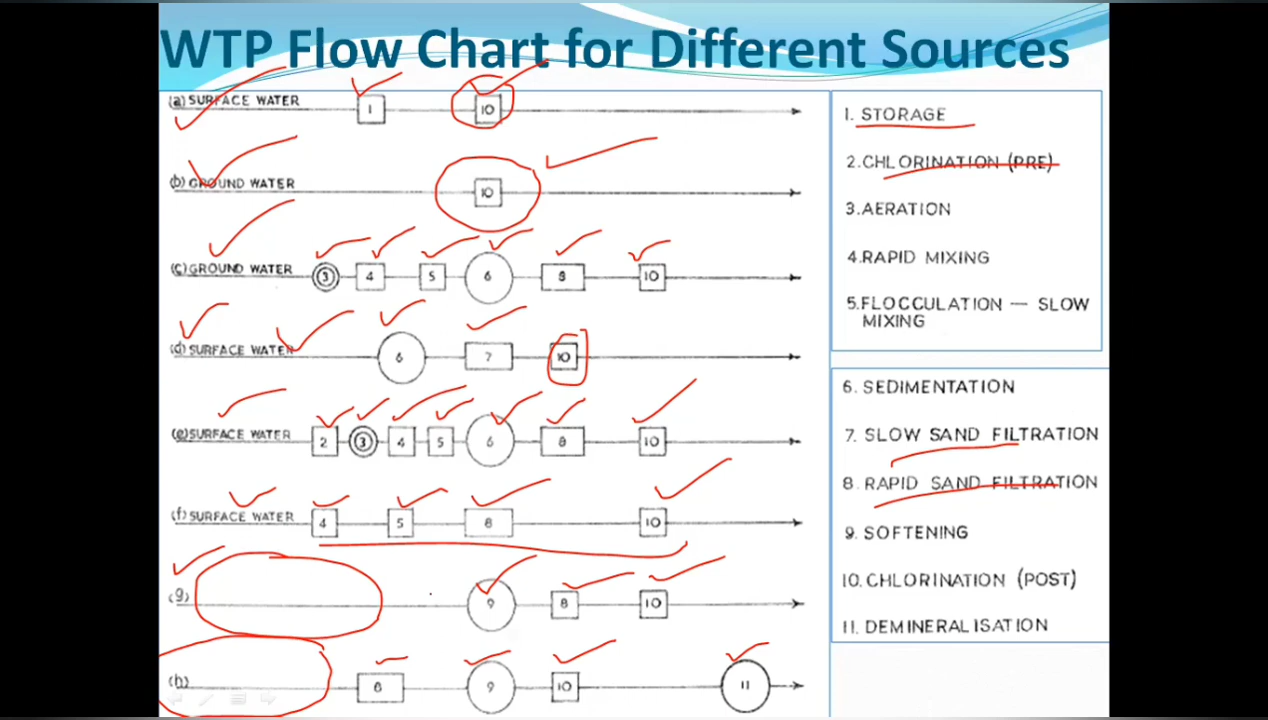 WTP Flow Chart for Different Sources
(a) SURFACE WATER 1 10
(b) GROUND WATER 10
(c) GROUND WATER 3 4 5 6 8 10
(d) SURFACE WATER 6 7 10
(e) SURFACE WATER 2 3 4 5 6 8 10
(f) SURFACE WATER 4 5 8 10
(g) 9 8 10
(h) 8 9 10 11
1. STORAGE
2. CHLORINATION (PRE)
3. AERATION
4. RAPID MIXING
5. FLOCCULATION — SLOW
MIXING
6. SEDIMENTATION
7. SLOW SAND FILTRATION
8. RAPID SAND FILTRATION
9. SOFTENING
10. CHLORINATION (POST)
11. DEMINERALISATION